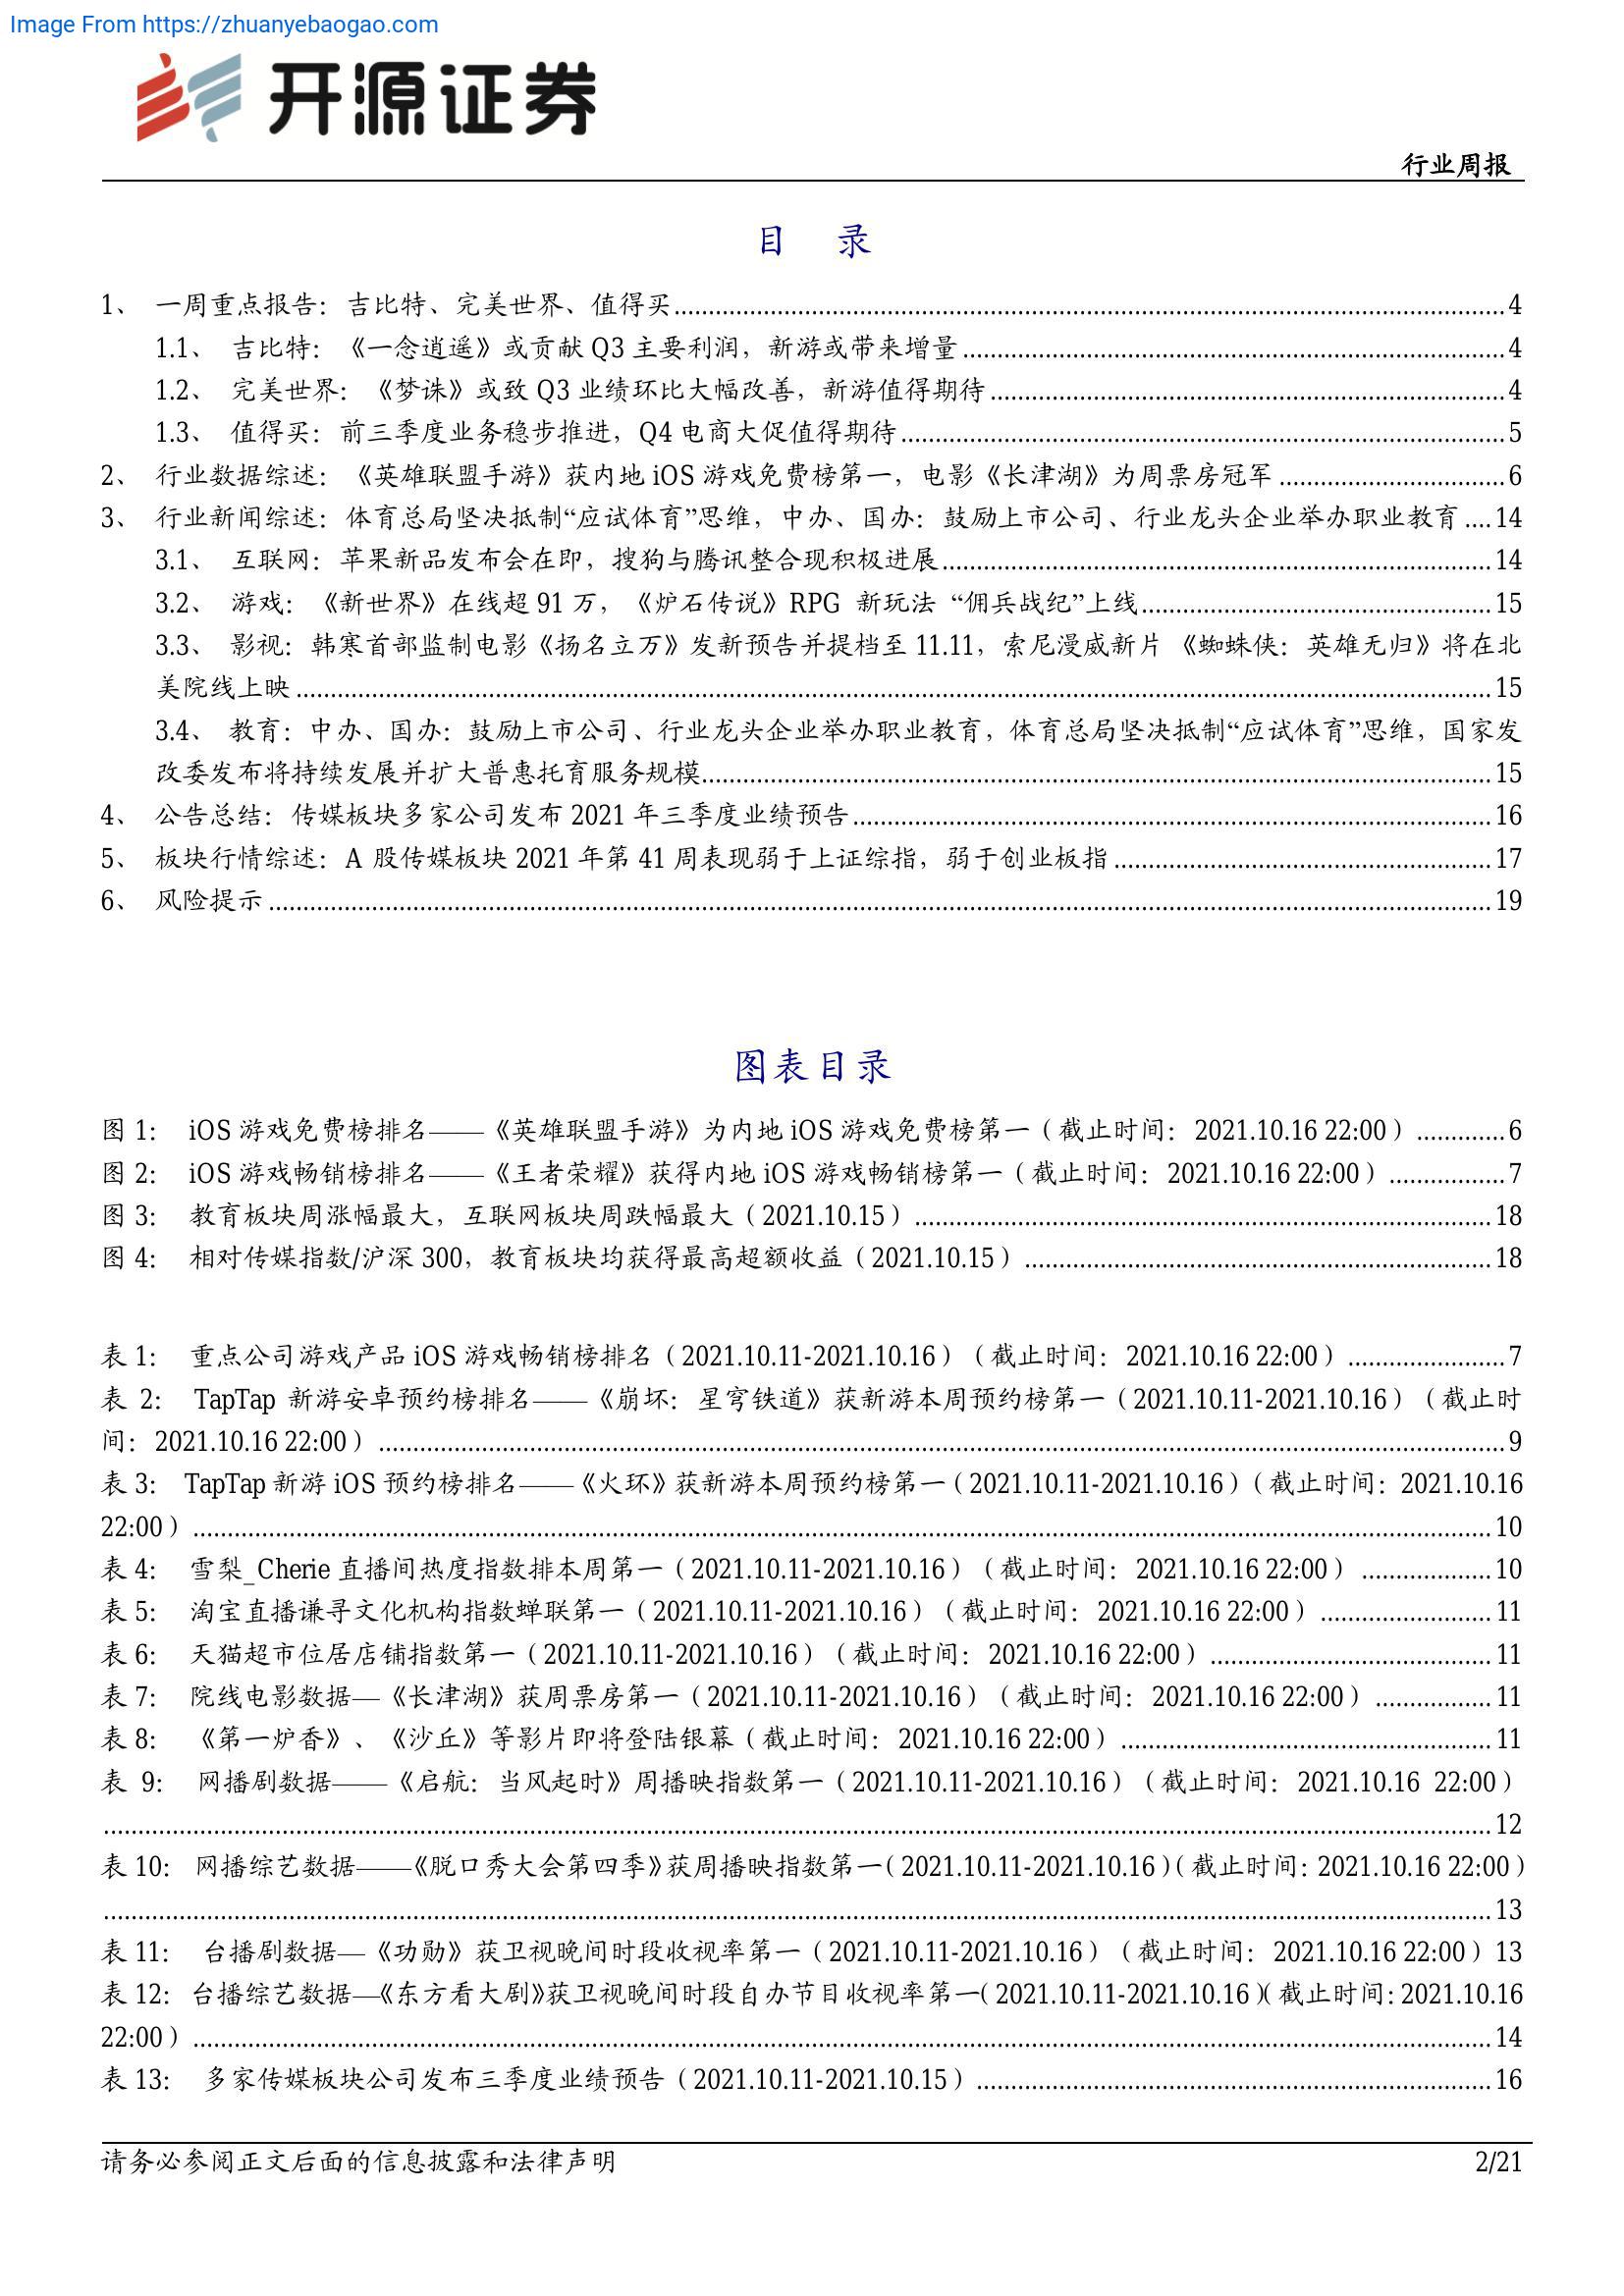 Image From https://zhuanyebaogao.com
开源证券
行业周报
目 录
1、 一周重点报告：吉比特、完美世界、值得买........4
1.1、 吉比特：《一念逍遥》或贡献 Q3 主要利润，新游或带来增量........4
1.2、 完美世界：《梦诛》或致 Q3 业绩环比大幅改善，新游值得期待........4
1.3、 值得买：前三季度业务稳步推进，Q4 电商大促值得期待........5
2、 行业数据综述：《英雄联盟手游》获内地 iOS 游戏免费榜第一，电影《长津湖》为周票房冠军........6
3、 行业新闻综述：体育总局坚决抵制“应试体育”思维，中办、国办：鼓励上市公司、行业龙头企业举办职业教育....14
3.1、 互联网：苹果新品发布会在即，搜狗与腾讯整合现积极进展........14
3.2、 游戏：《新世界》在线超 91 万，《炉石传说》RPG 新玩法 “佣兵战纪”上线........15
3.3、 影视：韩寒首部监制电影《扬名立万》发新预告并提档至 11.11，索尼漫威新片 《蜘蛛侠：英雄无归》将在北
美院线上映........15
3.4、 教育：中办、国办：鼓励上市公司、行业龙头企业举办职业教育，体育总局坚决抵制“应试体育”思维，国家发
改委发布将持续发展并扩大普惠托育服务规模........15
4、 公告总结：传媒板块多家公司发布 2021 年三季度业绩预告........16
5、 板块行情综述：A 股传媒板块 2021 年第 41 周表现弱于上证综指，弱于创业板指........17
6、 风险提示........19
图表目录
图 1： iOS 游戏免费榜排名——《英雄联盟手游》为内地 iOS 游戏免费榜第一（截止时间：2021.10.16 22:00）........6
图 2： iOS 游戏畅销榜排名——《王者荣耀》获得内地 iOS 游戏畅销榜第一（截止时间：2021.10.16 22:00）........7
图 3： 教育板块周涨幅最大，互联网板块周跌幅最大（2021.10.15）........18
图 4： 相对传媒指数/沪深 300，教育板块均获得最高超额收益（2021.10.15）........18
表 1： 重点公司游戏产品 iOS 游戏畅销榜排名（2021.10.11-2021.10.16）（截止时间：2021.10.16 22:00）........7
表 2： TapTap 新游安卓预约榜排名——《崩坏：星穹铁道》获新游本周预约榜第一（2021.10.11-2021.10.16）（截止时
间：2021.10.16 22:00）........9
表 3： TapTap 新游 iOS 预约榜排名——《火环》获新游本周预约榜第一（2021.10.11-2021.10.16）（截止时间：2021.10.16
22:00）........10
表 4： 雪梨_Cherie 直播间热度指数排本周第一（2021.10.11-2021.10.16）（截止时间：2021.10.16 22:00）........10
表 5： 淘宝直播谦寻文化机构指数蝉联第一（2021.10.11-2021.10.16）（截止时间：2021.10.16 22:00）........11
表 6： 天猫超市位居店铺指数第一（2021.10.11-2021.10.16）（截止时间：2021.10.16 22:00）........11
表 7： 院线电影数据—《长津湖》获周票房第一（2021.10.11-2021.10.16）（截止时间：2021.10.16 22:00）........11
表 8： 《第一炉香》、《沙丘》等影片即将登陆银幕（截止时间：2021.10.16 22:00）........11
表 9： 网播剧数据——《启航：当风起时》周播映指数第一（2021.10.11-2021.10.16）（截止时间：2021.10.16 22:00）
........12
表 10： 网播综艺数据——《脱口秀大会第四季》获周播映指数第一（2021.10.11-2021.10.16）（截止时间：2021.10.16 22:00）
........13
表 11： 台播剧数据—《功勋》获卫视晚间时段收视率第一（2021.10.11-2021.10.16）（截止时间：2021.10.16 22:00）13
表 12： 台播综艺数据—《东方看大剧》获卫视晚间时段自办节目收视率第一（2021.10.11-2021.10.16）（截止时间：2021.10.16
22:00）........14
表 13： 多家传媒板块公司发布三季度业绩预告（2021.10.11-2021.10.15）........16
请务必参阅正文后面的信息披露和法律声明
2/21